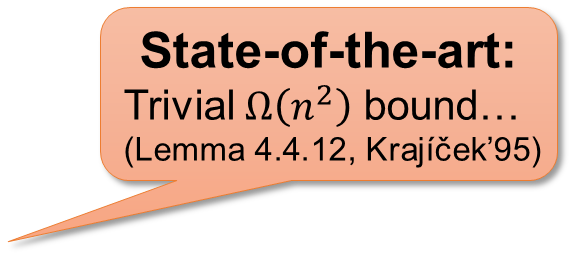 State-of-the-art:
Trivial Ω(𝑛²) bound…
(Lemma 4.4.12, Krajíček’95)